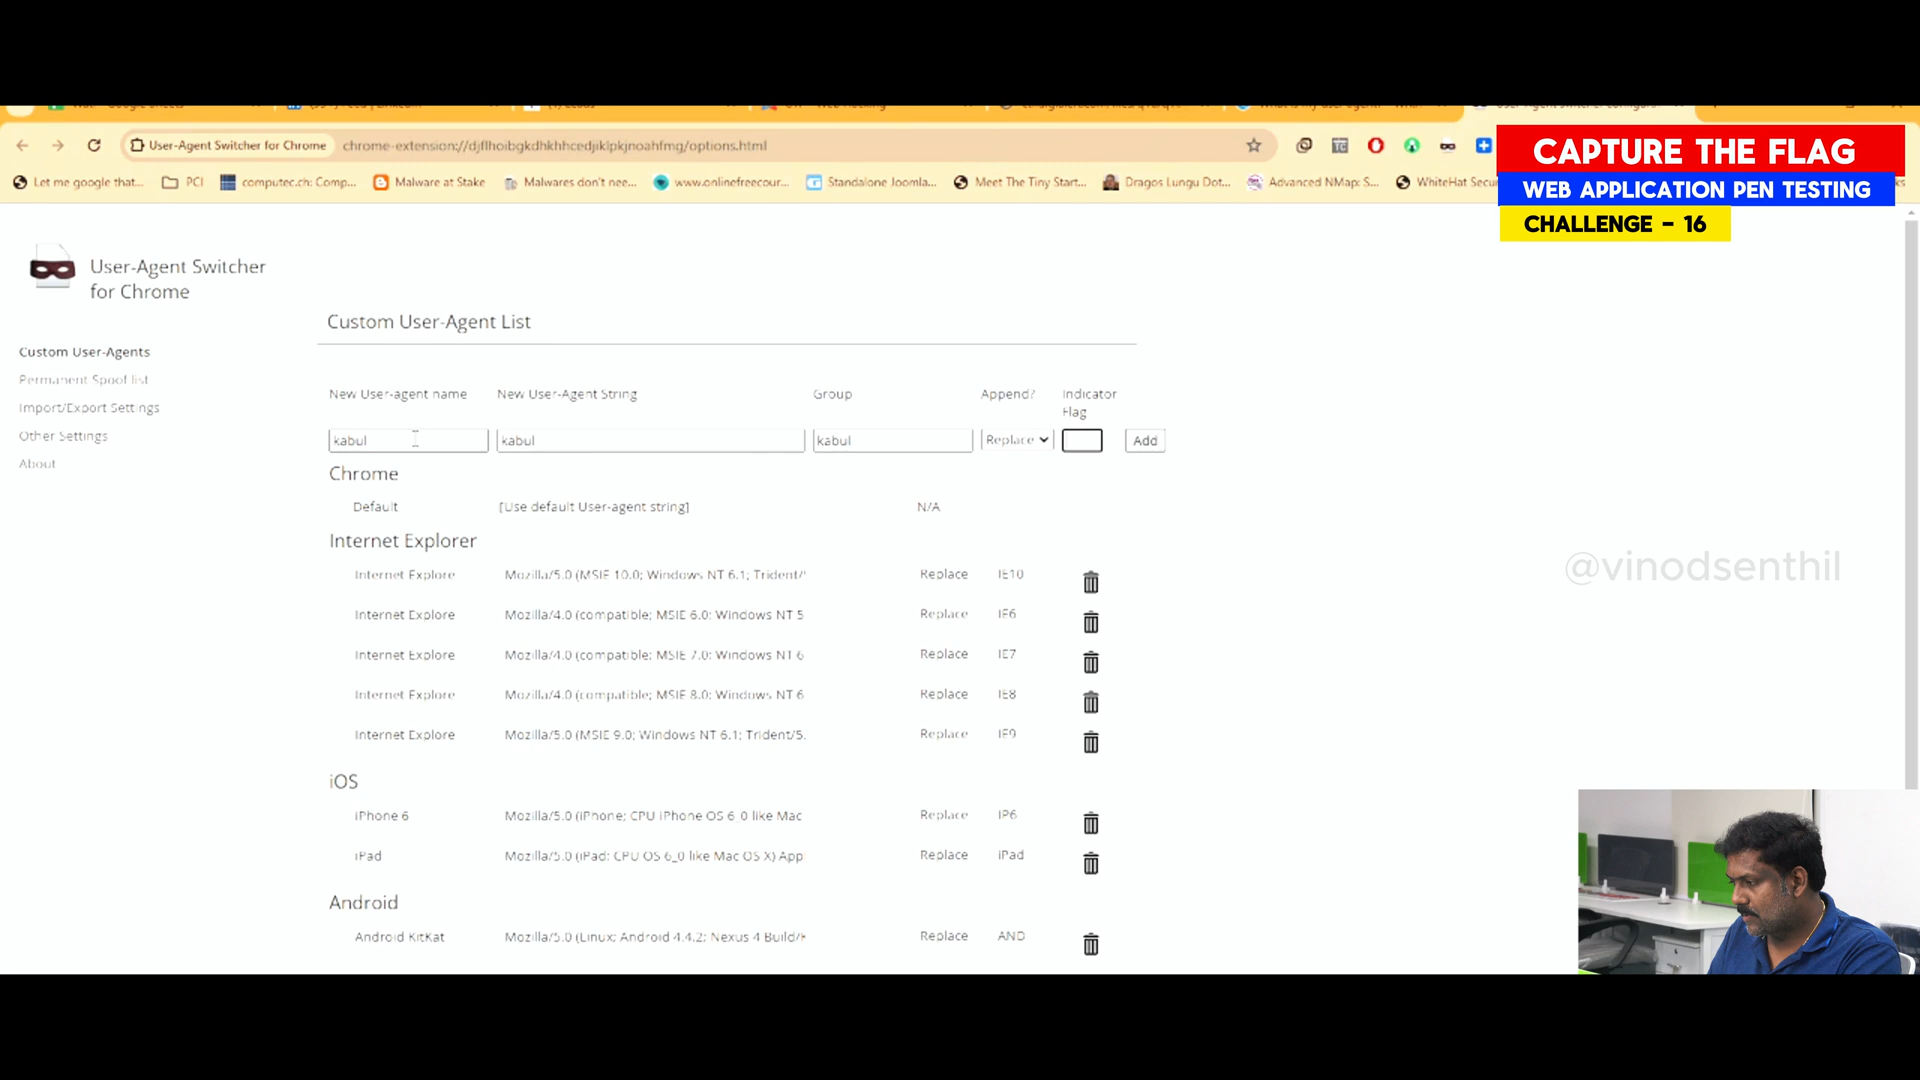 User-Agent Switcher for Chrome
chrome-extension://djflhoibgkdhkhhcedjiklpkjnoahfmg/options.html
Let me google that...
PCI
computec.ch: Comp...
Malware at Stake
Malwares don't nee...
www.onlinefreecour...
Standalone Joomla...
Meet The Tiny Start...
Dragos Lungu Dot...
Advanced NMap: S...
WhiteHat Secu
CAPTURE THE FLAG
WEB APPLICATION PEN TESTING
CHALLENGE - 16
User-Agent Switcher
for Chrome
Custom User-Agents
Permanent Spoof list
Import/Export Settings
Other Settings
About
Custom User-Agent List
New User-agent name New User-Agent String Group Append? Indicator
Flag
kabul kabul kabul Replace Add
Chrome
Default [Use default User-agent string] N/A
Internet Explorer
Internet Explore Mozilla/5.0 (MSIE 10.0; Windows NT 6.1; Trident/ Replace IE10
Internet Explore Mozilla/4.0 (compatible; MSIE 6.0; Windows NT 5 Replace IE6
Internet Explore Mozilla/4.0 (compatible; MSIE 7.0; Windows NT 6 Replace IE7
Internet Explore Mozilla/4.0 (compatible; MSIE 8.0; Windows NT 6 Replace IE8
Internet Explore Mozilla/5.0 (MSIE 9.0; Windows NT 6.1; Trident/5. Replace IE9
iOS
iPhone 6 Mozilla/5.0 (iPhone; CPU iPhone OS 6_0 like Mac Replace IP6
iPad Mozilla/5.0 (iPad; CPU OS 6_0 like Mac OS X) App Replace iPad
Android
Android KitKat Mozilla/5.0 (Linux; Android 4.4.2; Nexus 4 Build/ Replace AND
@vinodsenthil